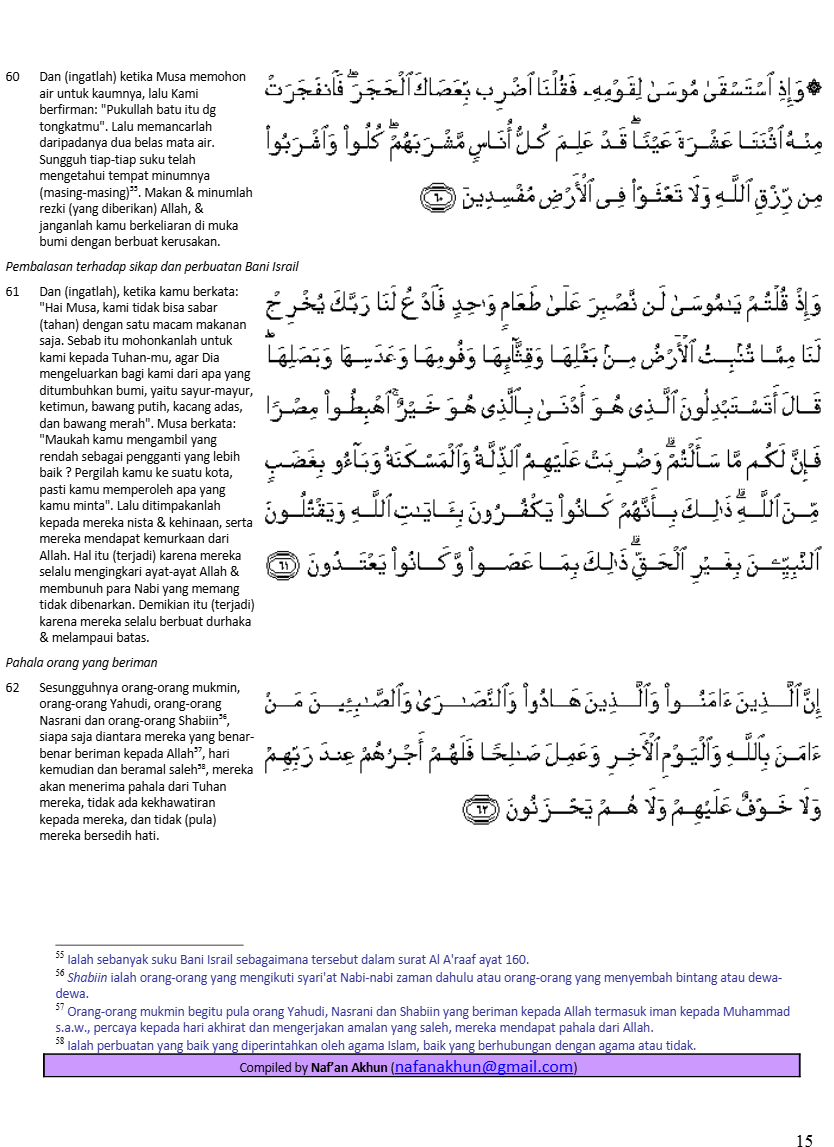 60 Dan (ingatlah) ketika Musa memohon
air untuk kaumnya, lalu Kami
berfirman: "Pukullah batu itu dg
tongkatmu". Lalu memancarlah
daripadanya dua belas mata air.
Sungguh tiap-tiap suku telah
mengetahui tempat minumnya
(masing-masing)⁵⁵. Makan & minumlah
rezki (yang diberikan) Allah, &
janganlah kamu berkeliaran di muka
bumi dengan berbuat kerusakan.
۞وَإِذِ ٱسْتَسْقَىٰ مُوسَىٰ لِقَوْمِهِۦ فَقُلْنَا ٱضْرِب بِّعَصَاكَ ٱلْحَجَرَ ۖ فَٱنفَجَرَتْ
مِنْهُ ٱثْنَتَا عَشْرَةَ عَيْنًا ۖ قَدْ عَلِمَ كُلُّ أُنَاسٍ مَّشْرَبَهُمْ ۖ كُلُوا۟ وَٱشْرَبُوا۟
مِن رِّزْقِ ٱللَّهِ وَلَا تَعْثَوْا۟ فِى ٱلْأَرْضِ مُفْسِدِينَ ٦٠
Pembalasan terhadap sikap dan perbuatan Bani Israil
61 Dan (ingatlah), ketika kamu berkata:
"Hai Musa, kami tidak bisa sabar
(tahan) dengan satu macam makanan
saja. Sebab itu mohonkanlah untuk
kami kepada Tuhan-mu, agar Dia
mengeluarkan bagi kami dari apa yang
ditumbuhkan bumi, yaitu sayur-mayur,
ketimun, bawang putih, kacang adas,
dan bawang merah". Musa berkata:
"Maukah kamu mengambil yang
rendah sebagai pengganti yang lebih
baik ? Pergilah kamu ke suatu kota,
pasti kamu memperoleh apa yang
kamu minta". Lalu ditimpakanlah
kepada mereka nista & kehinaan, serta
mereka mendapat kemurkaan dari
Allah. Hal itu (terjadi) karena mereka
selalu mengingkari ayat-ayat Allah &
membunuh para Nabi yang memang
tidak dibenarkan. Demikian itu (terjadi)
karena mereka selalu berbuat durhaka
& melampaui batas.
وَإِذْ قُلْتُمْ يَـٰمُوسَىٰ لَن نَّصْبِرَ عَلَىٰ طَعَامٍ وَٰحِدٍ فَٱدْعُ لَنَا رَبَّكَ يُخْرِجْ
لَنَا مِمَّا تُنۢبِتُ ٱلْأَرْضُ مِنۢ بَقْلِهَا وَقِثَّآئِهَا وَفُومِهَا وَعَدَسِهَا وَبَصَلِهَا ۖ
قَالَ أَتَسْتَبْدِلُونَ ٱلَّذِى هُوَ أَدْنَىٰ بِٱلَّذِى هُوَ خَيْرٌ ۚ ٱهْبِطُوا۟ مِصْرًا
فَإِنَّ لَكُم مَّا سَأَلْتُمْ ۗ وَضُرِبَتْ عَلَيْهِمُ ٱلذِّلَّةُ وَٱلْمَسْكَنَةُ وَبَآءُو بِغَضَبٍ
مِّنَ ٱللَّهِ ۗ ذَٰلِكَ بِأَنَّهُمْ كَانُوا۟ يَكْفُرُونَ بِـَٔايَـٰتِ ٱللَّهِ وَيَقْتُلُونَ
ٱلنَّبِيِّـۧنَ بِغَيْرِ ٱلْحَقِّ ۗ ذَٰلِكَ بِمَا عَصَوا۟ وَّكَانُوا۟ يَعْتَدُونَ ٦١
Pahala orang yang beriman
62 Sesungguhnya orang-orang mukmin,
orang-orang Yahudi, orang-orang
Nasrani dan orang-orang Shabiin⁵⁶,
siapa saja diantara mereka yang benar-
benar beriman kepada Allah⁵⁷, hari
kemudian dan beramal saleh⁵⁸, mereka
akan menerima pahala dari Tuhan
mereka, tidak ada kekhawatiran
kepada mereka, dan tidak (pula)
mereka bersedih hati.
إِنَّ ٱلَّذِينَ ءَامَنُوا۟ وَٱلَّذِينَ هَادُوا۟ وَٱلنَّصَـٰرَىٰ وَٱلصَّـٰبِـِٔينَ مَنْ
ءَامَنَ بِٱللَّهِ وَٱلْيَوْمِ ٱلْـَٔاخِرِ وَعَمِلَ صَـٰلِحًا فَلَهُمْ أَجْرُهُمْ عِندَ رَبِّهِمْ
وَلَا خَوْفٌ عَلَيْهِمْ وَلَا هُمْ يَحْزَنُونَ ٦٢
⁵⁵ Ialah sebanyak suku Bani Israil sebagaimana tersebut dalam surat Al A'raaf ayat 160.
⁵⁶ Shabiin ialah orang-orang yang mengikuti syari'at Nabi-nabi zaman dahulu atau orang-orang yang menyembah bintang atau dewa-
dewa.
⁵⁷ Orang-orang mukmin begitu pula orang Yahudi, Nasrani dan Shabiin yang beriman kepada Allah termasuk iman kepada Muhammad
s.a.w., percaya kepada hari akhirat dan mengerjakan amalan yang saleh, mereka mendapat pahala dari Allah.
⁵⁸ Ialah perbuatan yang baik yang diperintahkan oleh agama Islam, baik yang berhubungan dengan agama atau tidak.
Compiled by Naf'an Akhun (nafanakhun@gmail.com)
15